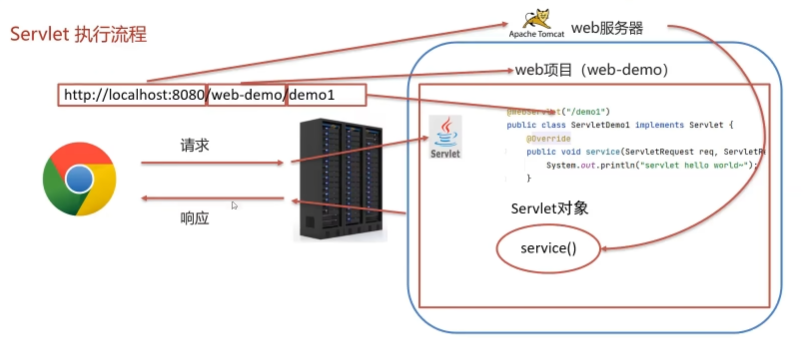 Servlet 执行流程
APACHE TOMCAT
web服务器
web项目（web-demo）
http://localhost:8080/web-demo/demo1
@WebServlet("/demo1")
public class ServletDemo1 implements Servlet {
@Override
public void service(ServletRequest req, ServletR
System.out.println("servlet hello world~");
}
请求
Servlet
响应
Servlet对象
service()